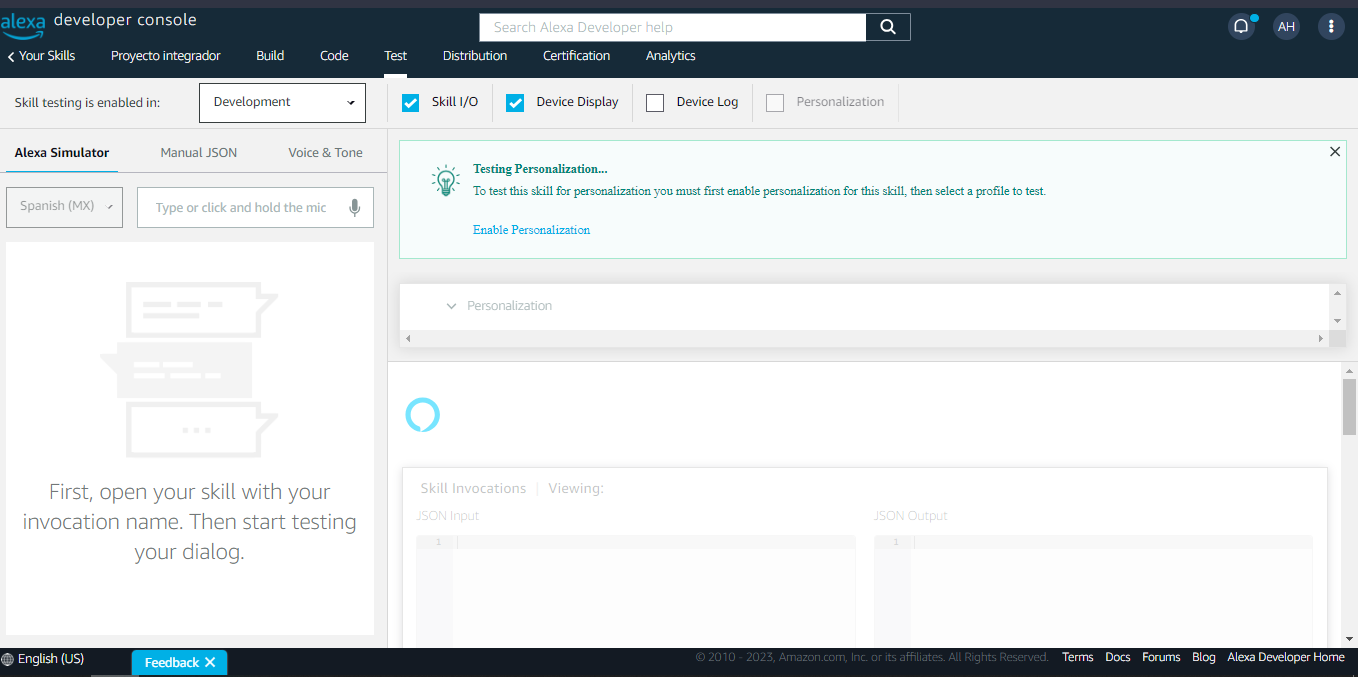 alexa developer console
Search Alexa Developer help
AH
Your Skills
Proyecto integrador
Build
Code
Test
Distribution
Certification
Analytics
Skill testing is enabled in:
Development
Skill I/O
Device Display
Device Log
Personalization
Alexa Simulator
Manual JSON
Voice & Tone
Spanish (MX)
Type or click and hold the mic
First, open your skill with your
invocation name. Then start testing
your dialog.
Testing Personalization...
To test this skill for personalization you must first enable personalization for this skill, then select a profile to test.
Enable Personalization
Personalization
Skill Invocations | Viewing:
JSON Input
JSON Output
1
1
English (US)
Feedback
© 2010 - 2023, Amazon.com, Inc. or its affiliates. All Rights Reserved.
Terms
Docs
Forums
Blog
Alexa Developer Home